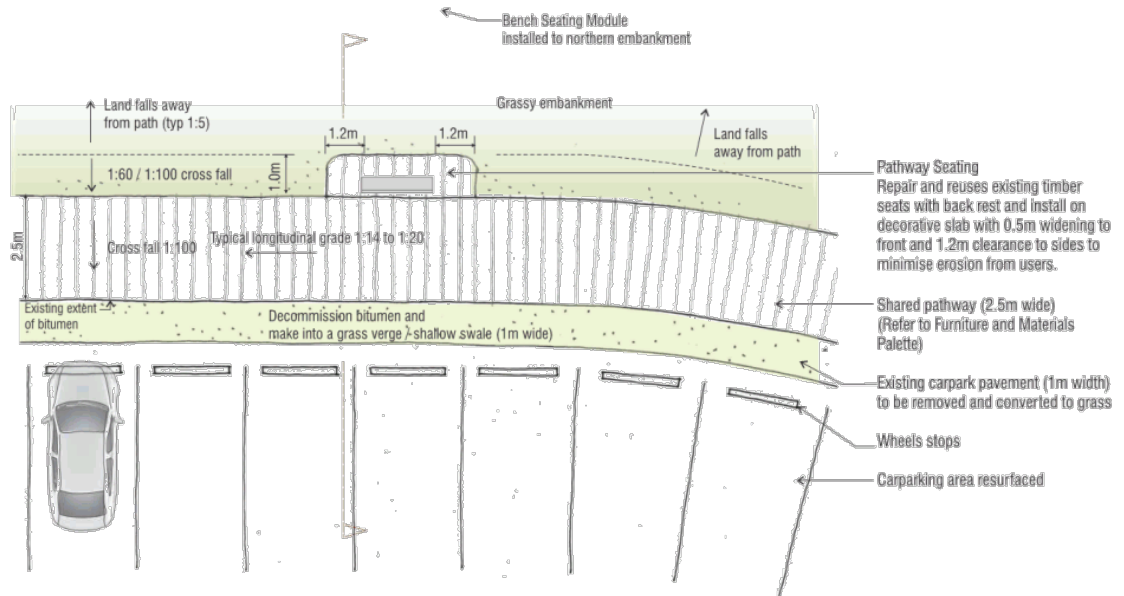 Bench Seating Module
installed to northern embankment
Land falls away
from path (typ 1:5)
Grassy embankment
1.2m
1.2m
Land falls
away from path
1:60 / 1:100 cross fall
1.0m
Pathway Seating
Repair and reuses existing timber
seats with back rest and install on
decorative slab with 0.5m widening to
front and 1.2m clearance to sides to
minimise erosion from users.
2.5m
Cross fall 1:100
Typical longitudinal grade 1:14 to 1:20
Existing extent
of bitumen
Decommission bitumen and
make into a grass verge / shallow swale (1m wide)
Shared pathway (2.5m wide)
(Refer to Furniture and Materials
Palette)
Existing carpark pavement (1m width)
to be removed and converted to grass
Wheels stops
Carparking area resurfaced